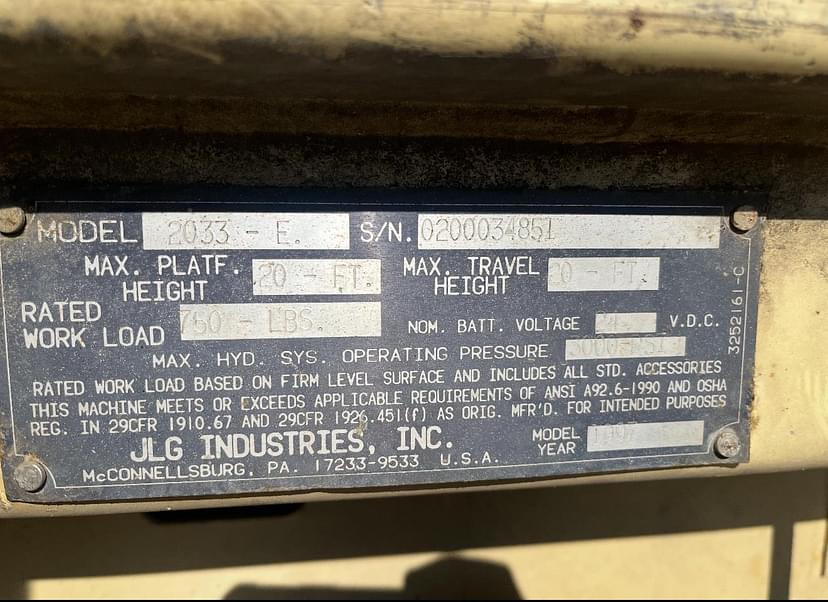 MODEL 2033 - E. S/N. 0200034851
MAX. PLATF. HEIGHT 20 - FT. MAX. TRAVEL HEIGHT 20 - FT.
RATED WORK LOAD 750 - LBS.
NOM. BATT. VOLTAGE 24 V.D.C.
MAX. HYD. SYS. OPERATING PRESSURE 3000-PSI
RATED WORK LOAD BASED ON FIRM LEVEL SURFACE AND INCLUDES ALL STD. ACCESSORIES
THIS MACHINE MEETS OR EXCEEDS APPLICABLE REQUIREMENTS OF ANSI A92.6-1990 AND OSHA
REG. IN 29CFR 1910.67 AND 29CFR 1926.451(f) AS ORIG. MFR'D. FOR INTENDED PURPOSES
JLG INDUSTRIES, INC.
McCONNELLSBURG, PA. 17233-9533 U.S.A.
MODEL YEAR 1997
3252161-C